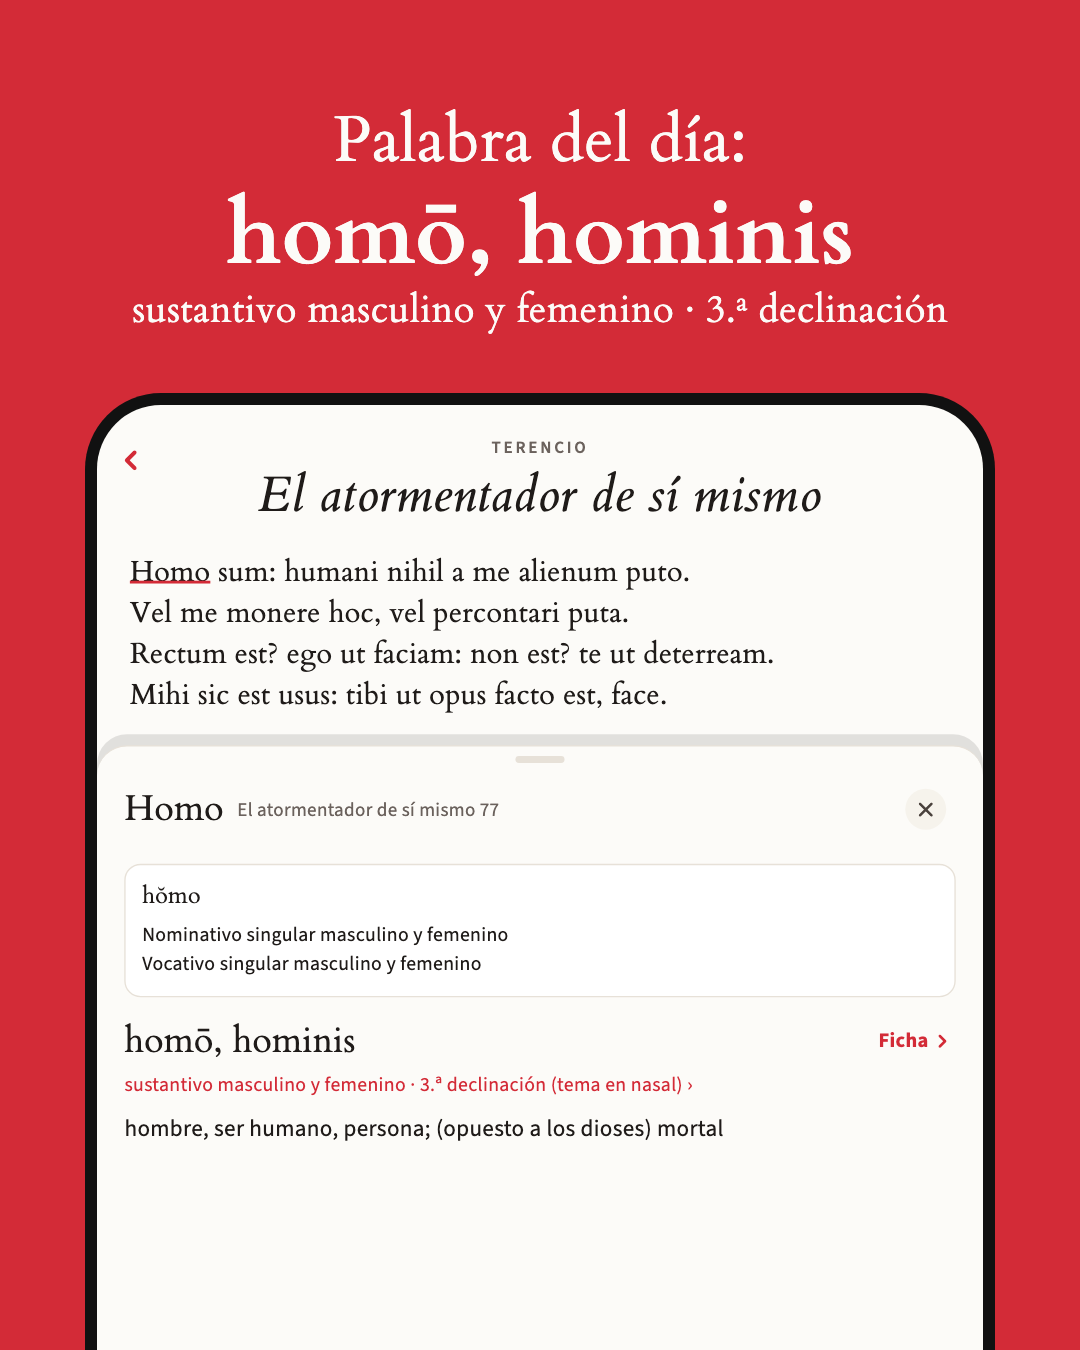 Palabra del día:
homō, hominis
sustantivo masculino y femenino · 3.ª declinación
TERENCIO
El atormentador de sí mismo
Homo sum: humani nihil a me alienum puto.
Vel me monere hoc, vel percontari puta.
Rectum est? ego ut faciam: non est? te ut deterream.
Mihi sic est usus: tibi ut opus facto est, face.
Homo El atormentador de sí mismo 77
hŏmo
Nominativo singular masculino y femenino
Vocativo singular masculino y femenino
homō, hominis
Ficha ›
sustantivo masculino y femenino · 3.ª declinación (tema en nasal) ›
hombre, ser humano, persona; (opuesto a los dioses) mortal